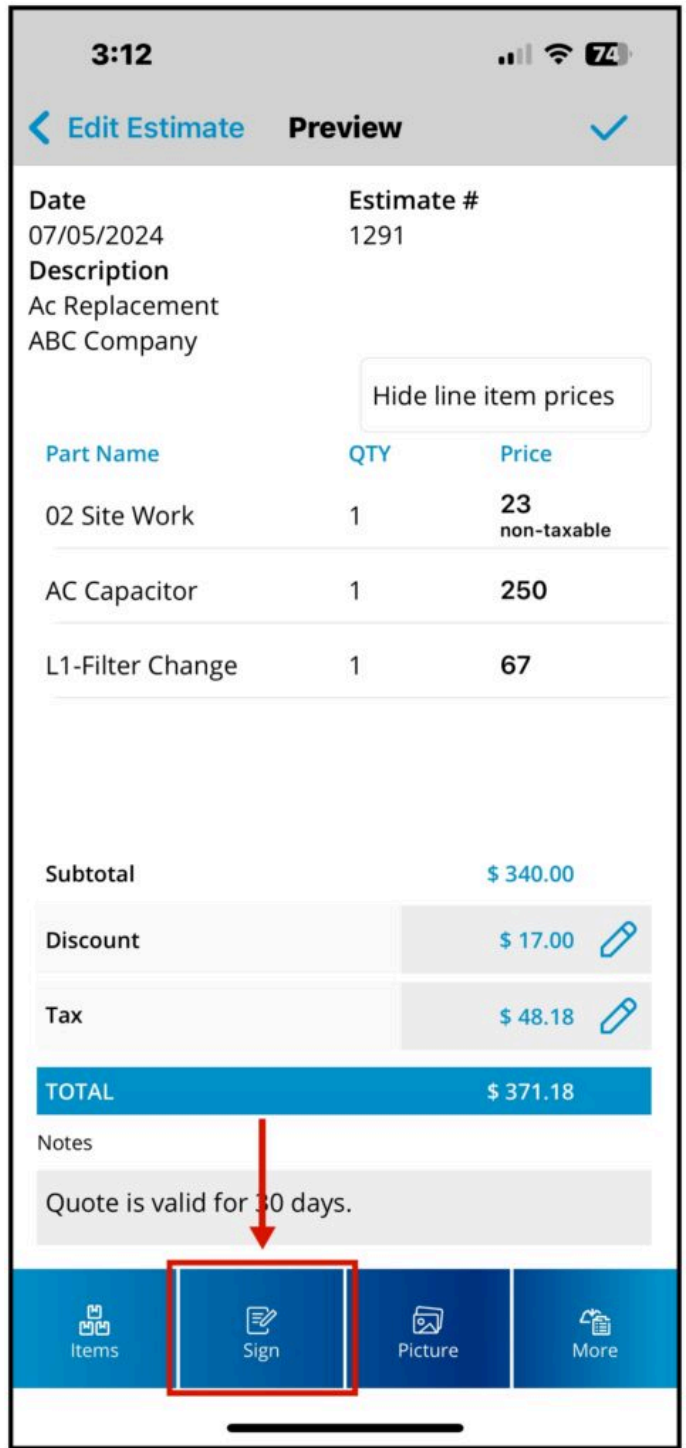 3:12 74
Edit Estimate Preview
Date Estimate #
07/05/2024 1291
Description
Ac Replacement
ABC Company
Hide line item prices
Part Name QTY Price
02 Site Work 1 23
non-taxable
AC Capacitor 1 250
L1-Filter Change 1 67
Subtotal $ 340.00
Discount $ 17.00
Tax $ 48.18
TOTAL $ 371.18
Notes
Quote is valid for 30 days.
Items Sign Picture More